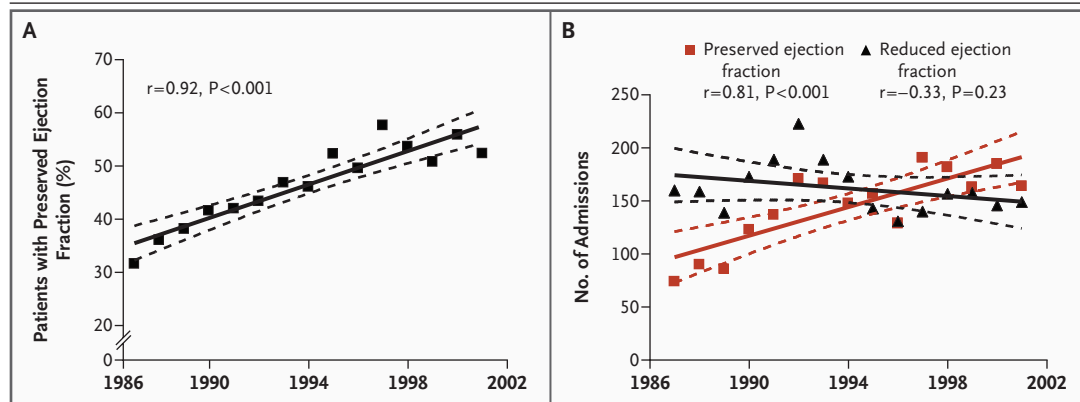 A
Patients with Preserved Ejection
Fraction (%)
70
60
50
40
30
20
0
r=0.92, P<0.001
1986
1990
1994
1998
2002
B
Preserved ejection
fraction
r=0.81, P<0.001
Reduced ejection
fraction
r=−0.33, P=0.23
No. of Admissions
250
200
150
100
50
0
1986
1990
1994
1998
2002